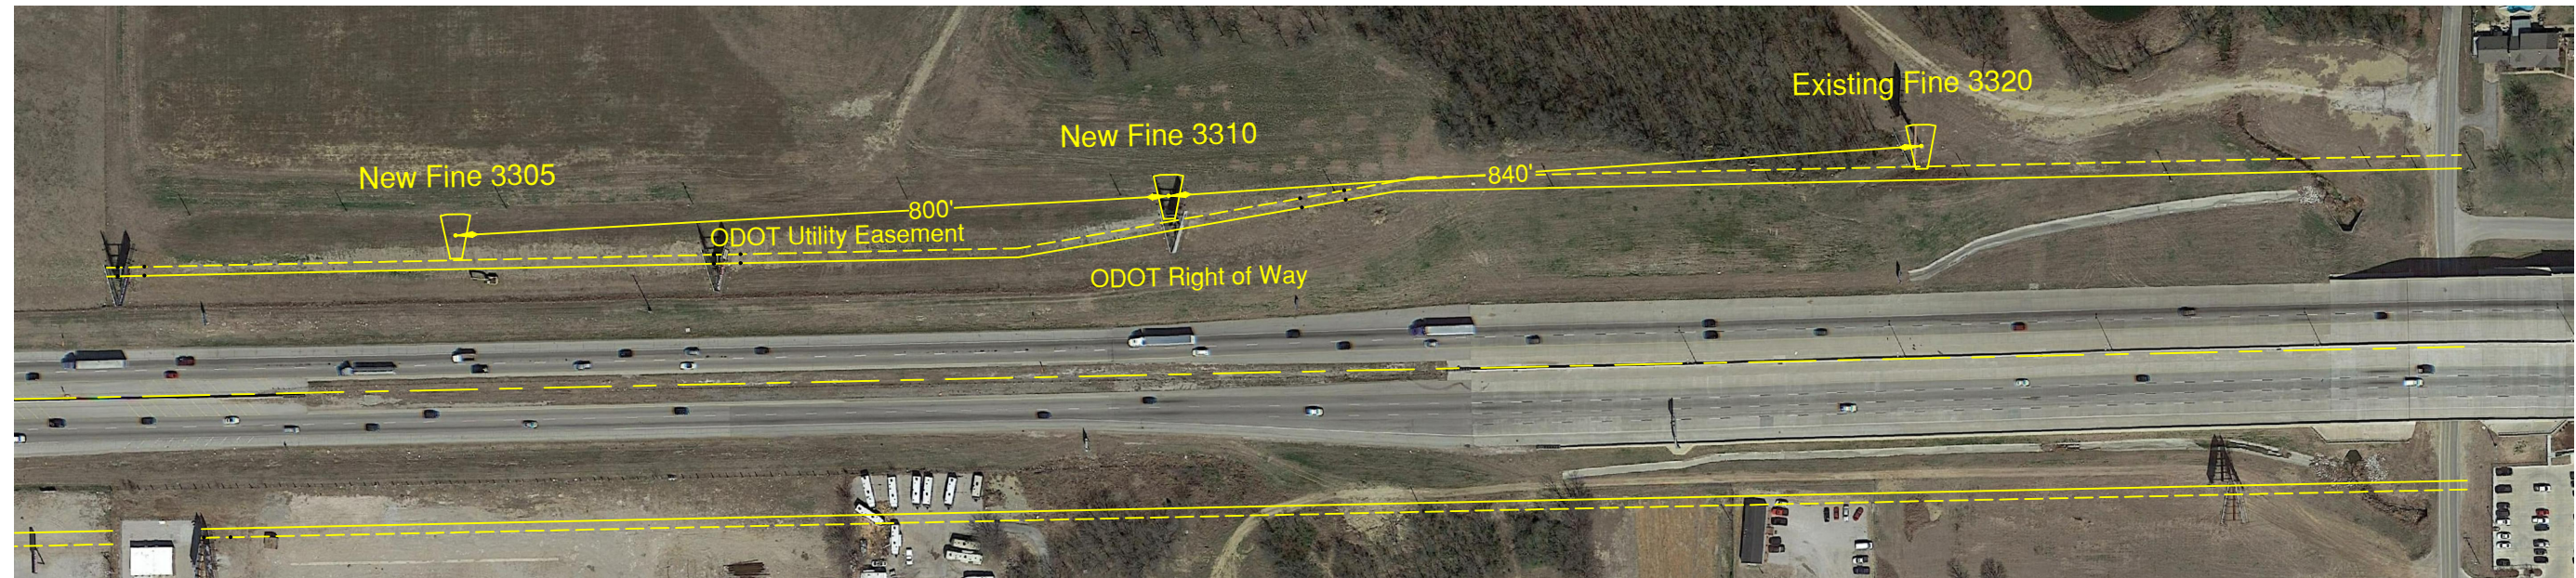 Existing Fine 3320
New Fine 3310
New Fine 3305
840'
800'
ODOT Utility Easement
ODOT Right of Way